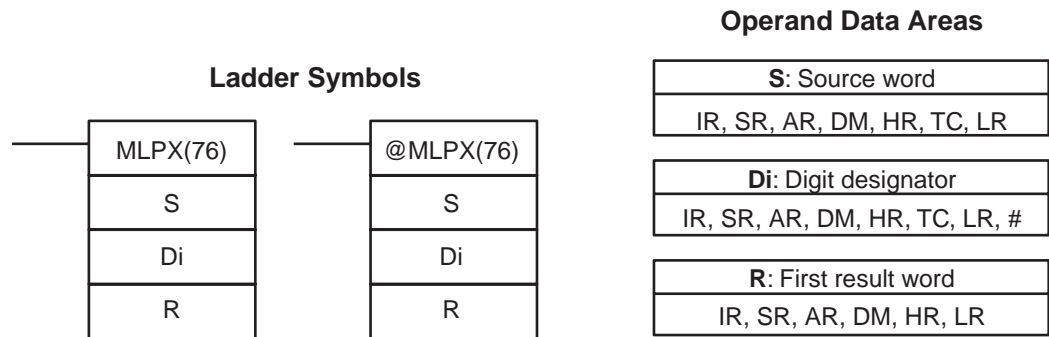 Ladder Symbols
MLPX(76)
S
Di
R
@MLPX(76)
S
Di
R
Operand Data Areas
S: Source word
IR, SR, AR, DM, HR, TC, LR
Di: Digit designator
IR, SR, AR, DM, HR, TC, LR, #
R: First result word
IR, SR, AR, DM, HR, LR